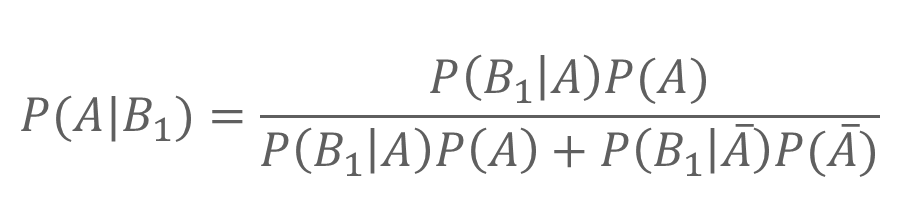 P(A|B₁) = P(B₁|A)P(A) / P(B₁|A)P(A) + P(B₁|Ā)P(Ā)